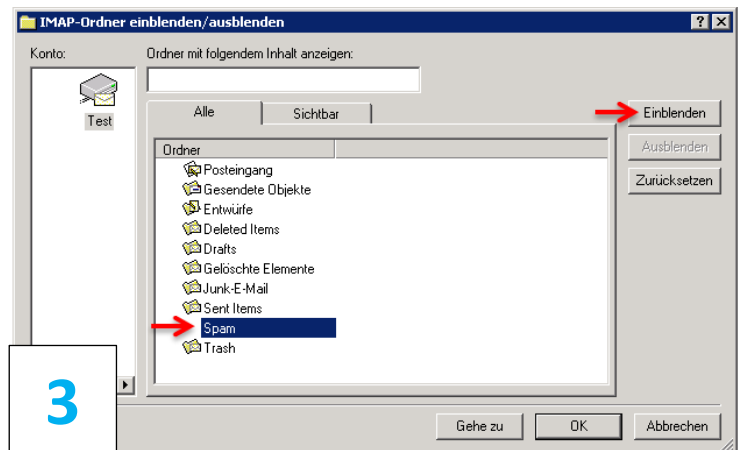 IMAP-Ordner einblenden/ausblenden
Konto:
Ordner mit folgendem Inhalt anzeigen:
Test
Alle
Sichtbar
Einblenden
Ausblenden
Zurücksetzen
Ordner
Posteingang
Gesendete Objekte
Entwürfe
Deleted Items
Drafts
Gelöschte Elemente
Junk-E-Mail
Sent Items
Spam
Trash
3
Gehe zu
OK
Abbrechen